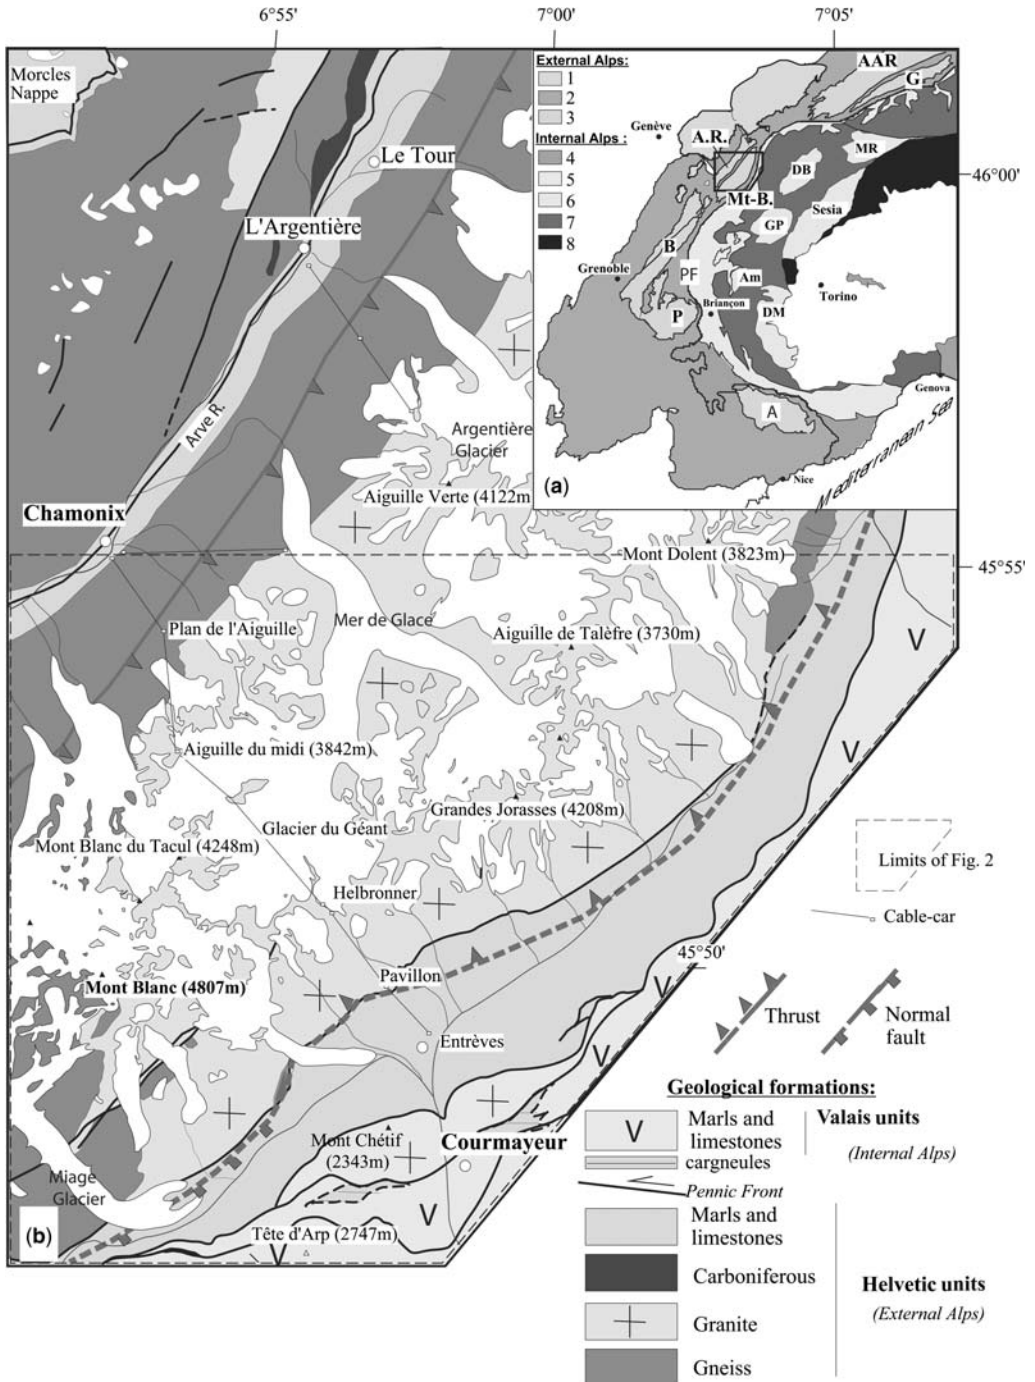 6°55'
7°00'
7°05'
Morcles
Nappe
Le Tour
L'Argentière
Arve R.
Chamonix
Argentière
Glacier
Aiguille Verte (4122m
Mont Dolent (3823m)
Plan de l'Aiguille
Mer de Glace
Aiguille de Talèfre (3730m)
Aiguille du midi (3842m)
Grandes Jorasses (4208m)
Glacier du Géant
Mont Blanc du Tacul (4248m)
Helbronner
Mont Blanc (4807m)
Pavillon
Entrèves
Mont Chétif
(2343m)
Courmayeur
Miage
Glacier
Tête d'Arp (2747m)
V
V
V
V
V
V
(b)
External Alps:
1
2
3
Internal Alps :
4
5
6
7
8
AAR
G
Genève
A.R.
MR
DB
Mt-B.
Sesia
GP
B
Grenoble
PF
Am
Torino
Briançon
P
DM
Genova
A
Nice
Mediterranean Sea
(a)
46°00'
45°55'
45°50'
Limits of Fig. 2
Cable-car
Thrust
Normal
fault
Geological formations:
V
Marls and
limestones
Valais units
(Internal Alps)
cargneules
Pennic Front
Marls and
limestones
Carboniferous
Helvetic units
(External Alps)
Granite
Gneiss